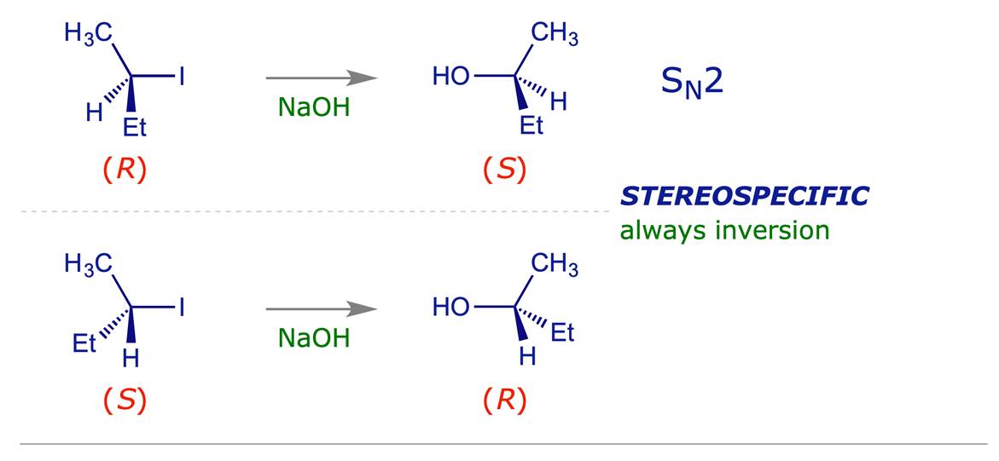 H₃C
CH₃
I
HO
SN2
H
H
NaOH
Et
Et
(R)
(S)
STEREOSPECIFIC
always inversion
H₃C
CH₃
I
HO
NaOH
Et
Et
H
H
(S)
(R)